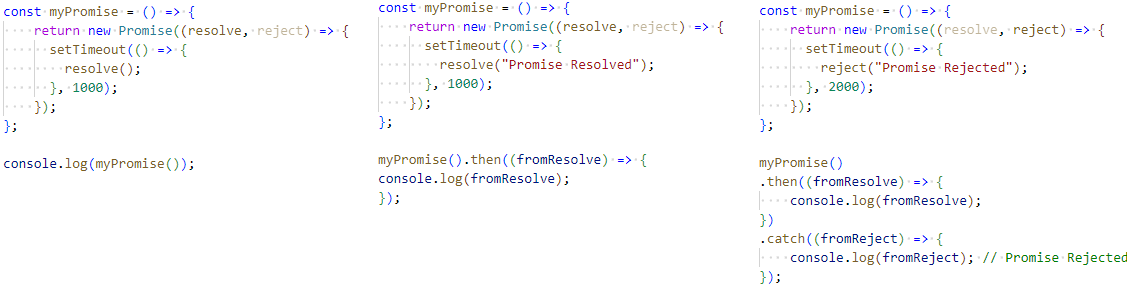 const myPromise = () => {
    return new Promise((resolve, reject) => {
      setTimeout(() => {
        resolve();
      }, 1000);
    });
};

console.log(myPromise());

const myPromise = () => {
    return new Promise((resolve, reject) => {
      setTimeout(() => {
        resolve("Promise Resolved");
      }, 1000);
    });
};

myPromise().then((fromResolve) => {
console.log(fromResolve);
});

const myPromise = () => {
    return new Promise((resolve, reject) => {
      setTimeout(() => {
        reject("Promise Rejected");
      }, 2000);
    });
};

myPromise()
.then((fromResolve) => {
    console.log(fromResolve);
})
.catch((fromReject) => {
    console.log(fromReject); // Promise Rejected
});